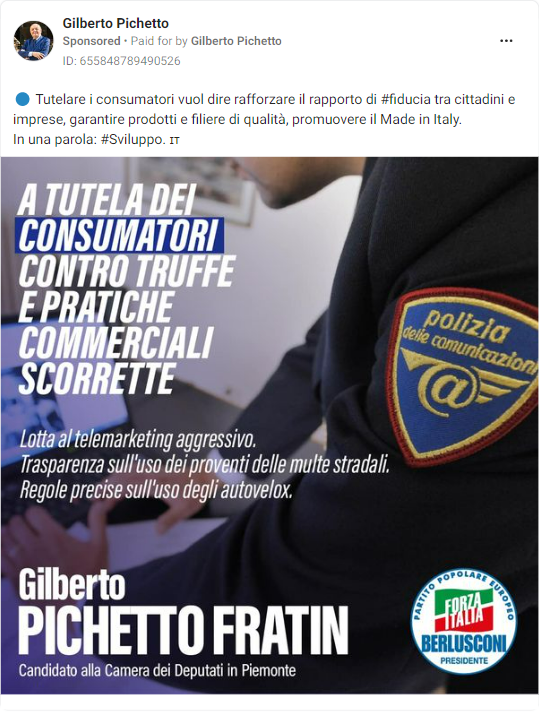 Gilberto Pichetto
Sponsored • Paid for by Gilberto Pichetto
ID: 655848789490526
🔵 Tutelare i consumatori vuol dire rafforzare il rapporto di #fiducia tra cittadini e
imprese, garantire prodotti e filiere di qualità, promuovere il Made in Italy.
In una parola: #Sviluppo. IT
A TUTELA DEI
CONSUMATORI
CONTRO TRUFFE
E PRATICHE
COMMERCIALI
SCORRETTE
polizia
delle comunicazioni
@
Lotta al telemarketing aggressivo.
Trasparenza sull'uso dei proventi delle multe stradali.
Regole precise sull'uso degli autovelox.
Gilberto
PICHETTO FRATIN
Candidato alla Camera dei Deputati in Piemonte
PARTITO POPOLARE EUROPEO
FORZA
ITALIA
BERLUSCONI
PRESIDENTE